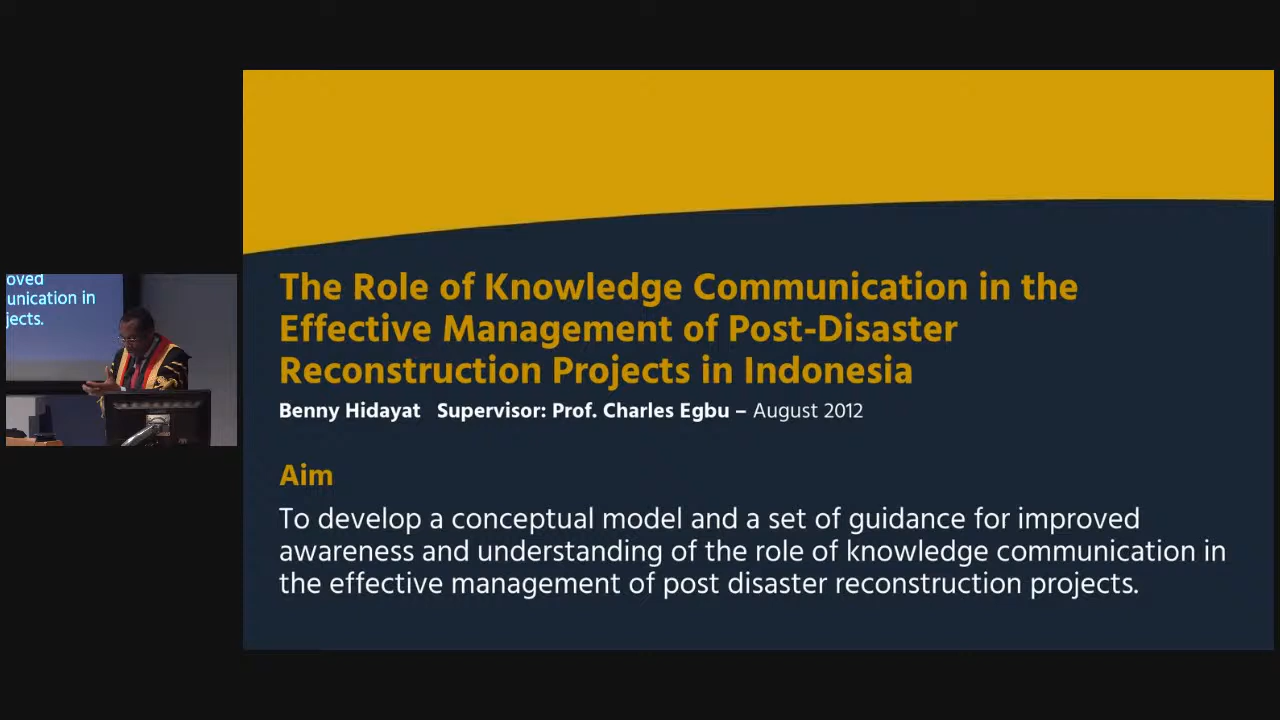 oved
unication in
jects.
The Role of Knowledge Communication in the
Effective Management of Post-Disaster
Reconstruction Projects in Indonesia
Benny Hidayat Supervisor: Prof. Charles Egbu – August 2012
Aim
To develop a conceptual model and a set of guidance for improved
awareness and understanding of the role of knowledge communication in
the effective management of post disaster reconstruction projects.